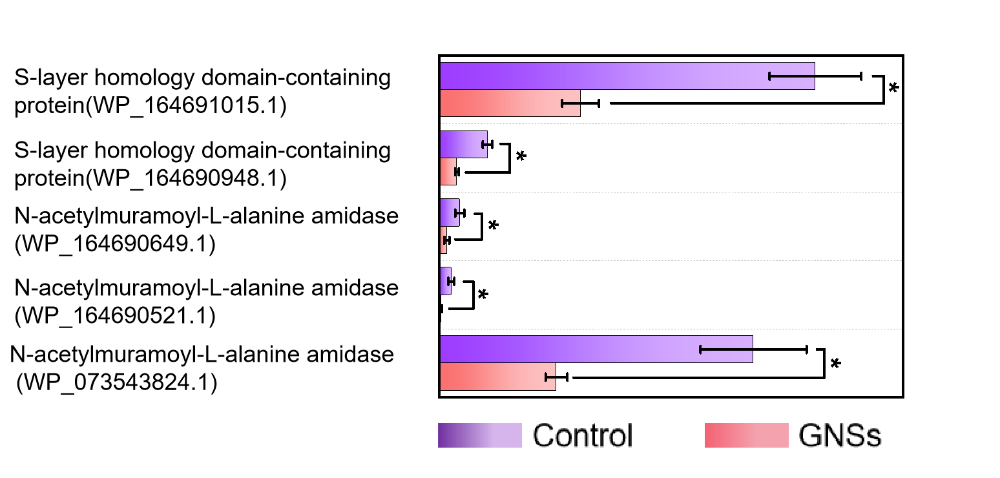 S-layer homology domain-containing
protein(WP_164691015.1)
*
S-layer homology domain-containing
protein(WP_164690948.1)
*
N-acetylmuramoyl-L-alanine amidase
(WP_164690649.1)
*
N-acetylmuramoyl-L-alanine amidase
(WP_164690521.1)
*
N-acetylmuramoyl-L-alanine amidase
(WP_073543824.1)
*
Control GNSs